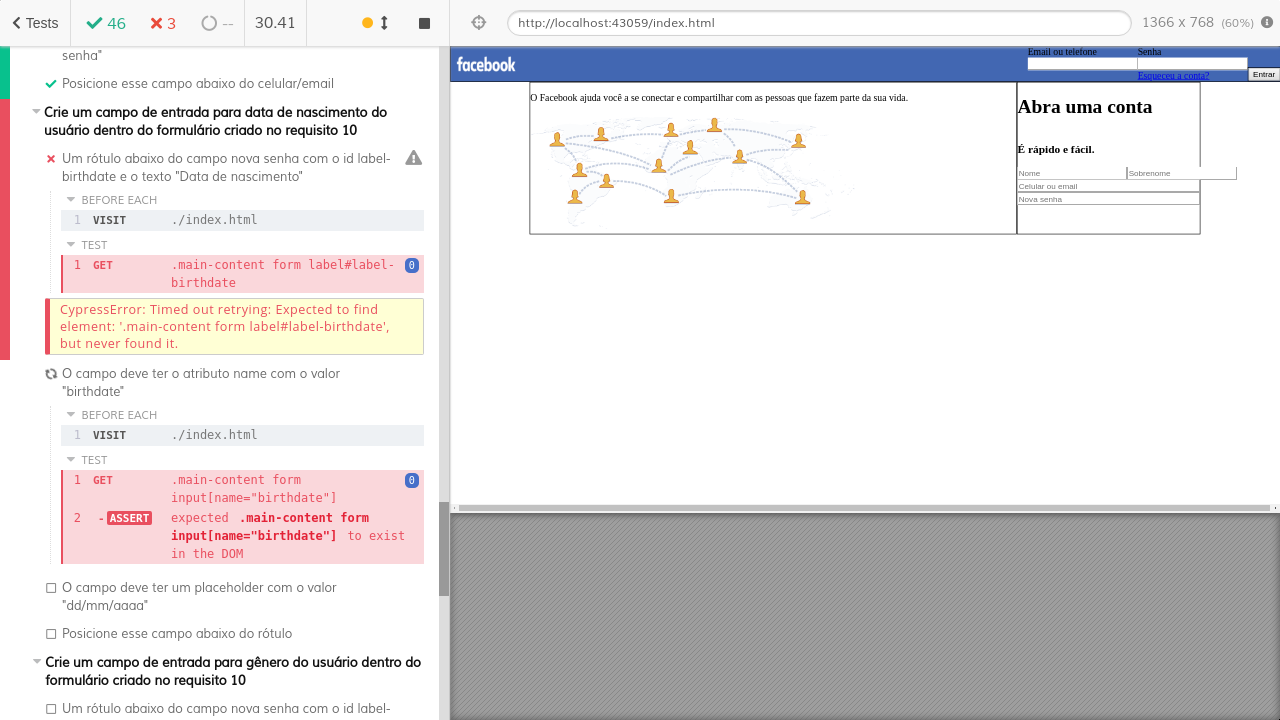 Tests
46
3
--
30.41
http://localhost:43059/index.html
1366 x 768 (60%)
senha"
Posicione esse campo abaixo do celular/email
Crie um campo de entrada para data de nascimento do
usuário dentro do formulário criado no requisito 10
Um rótulo abaixo do campo nova senha com o id label-
birthdate e o texto "Data de nascimento"
BEFORE EACH
1 VISIT ./index.html
TEST
1 GET .main-content form label#label- 0
birthdate
CypressError: Timed out retrying: Expected to find
element: '.main-content form label#label-birthdate',
but never found it.
O campo deve ter o atributo name com o valor
"birthdate"
BEFORE EACH
1 VISIT ./index.html
TEST
1 GET .main-content form 0
input[name="birthdate"]
2 -ASSERT expected .main-content form
input[name="birthdate"] to exist
in the DOM
O campo deve ter um placeholder com o valor
"dd/mm/aaaa"
Posicione esse campo abaixo do rótulo
Crie um campo de entrada para gênero do usuário dentro do
formulário criado no requisito 10
Um rótulo abaixo do campo nova senha com o id label-
facebook
Email ou telefone
Senha
Esqueceu a conta?
Entrar
O Facebook ajuda você a se conectar e compartilhar com as pessoas que fazem parte da sua vida.
Abra uma conta
É rápido e fácil.
Nome
Sobrenome
Celular ou email
Nova senha